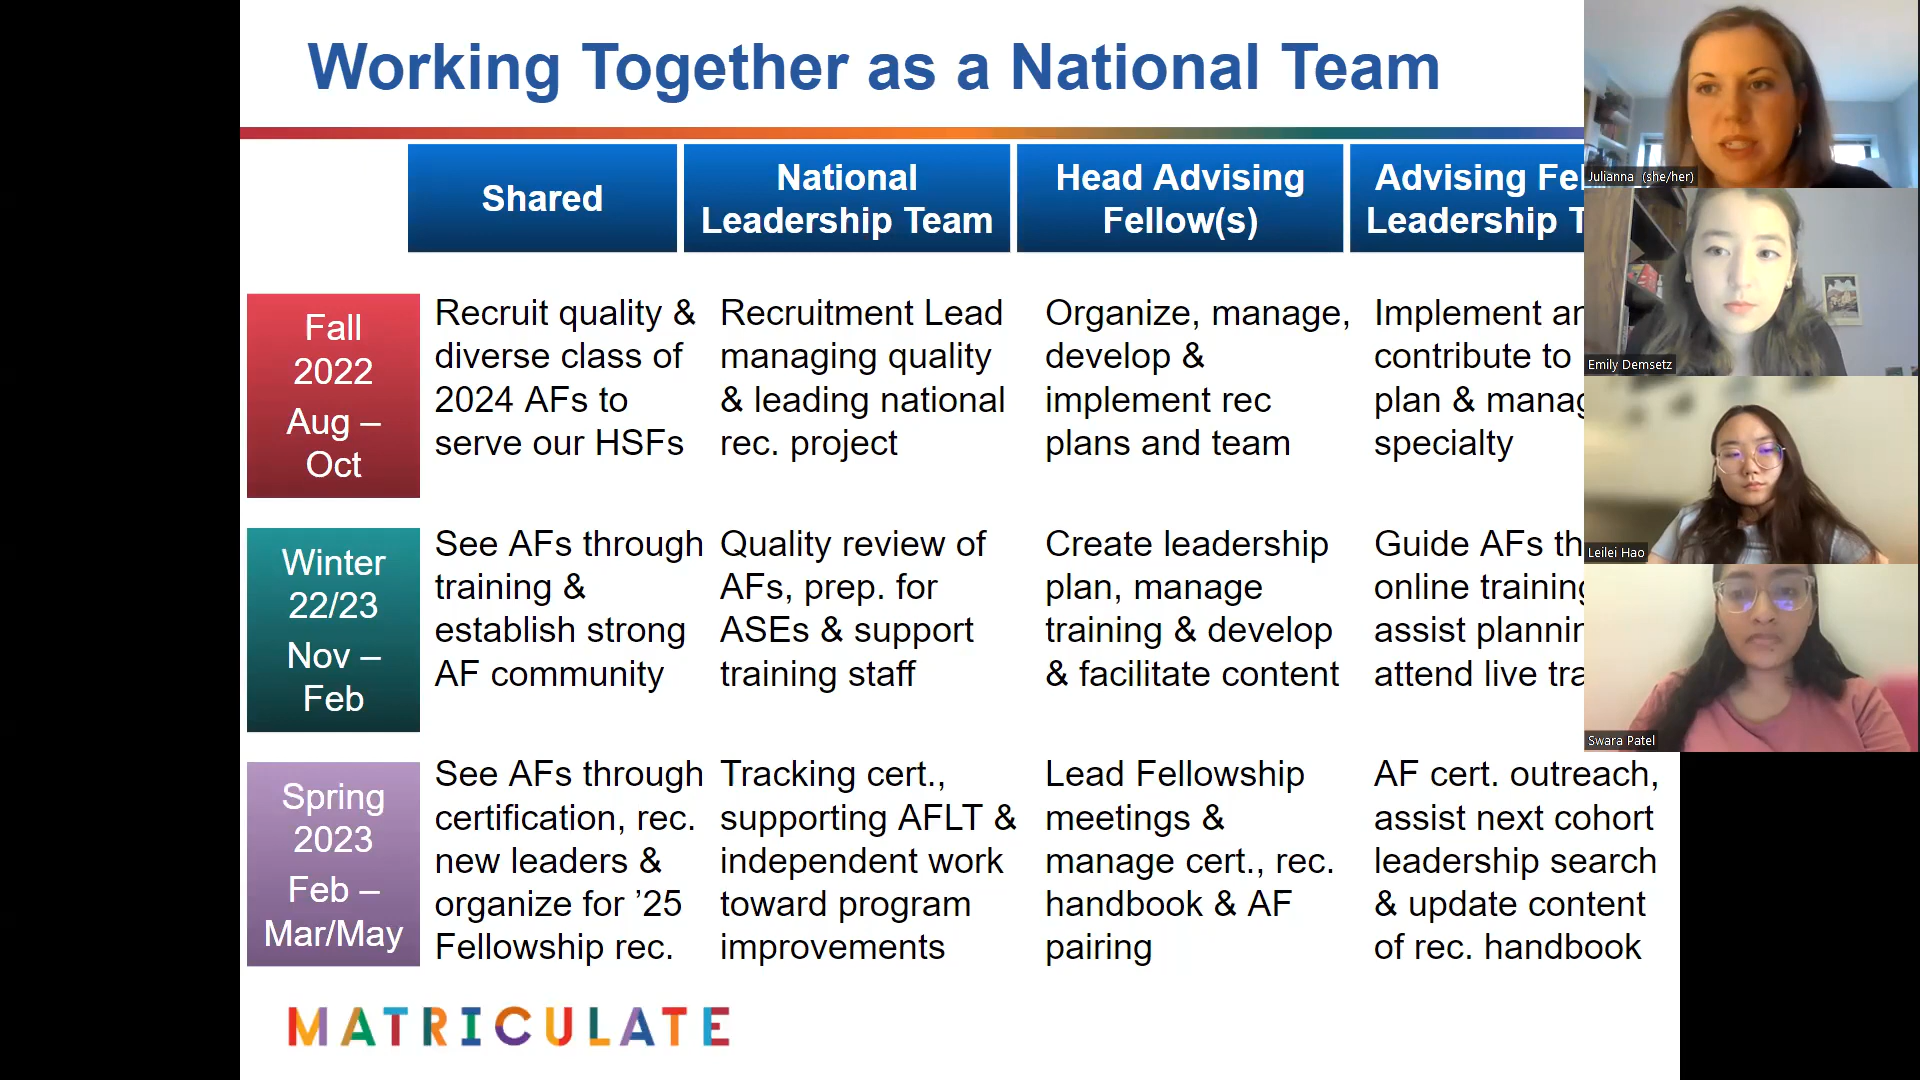 Working Together as a National Team
Shared
National
Leadership Team
Head Advising
Fellow(s)
Advising
Leadership
Fall
2022
Aug –
Oct
Recruit quality &
diverse class of
2024 AFs to
serve our HSFs
Recruitment Lead
managing quality
& leading national
rec. project
Organize, manage,
develop &
implement rec
plans and team
Implement
contribute to
plan &
specialty
Winter
22/23
Nov –
Feb
See AFs through
training &
establish strong
AF community
Quality review of
AFs, prep. for
ASEs & support
training staff
Create leadership
plan, manage
training & develop
& facilitate content
Guide AFs
online
assist
attend live
Spring
2023
Feb –
Mar/May
See AFs through
certification, rec.
new leaders &
organize for ’25
Fellowship rec.
Tracking cert.,
supporting AFLT &
independent work
toward program
improvements
Lead Fellowship
meetings &
manage cert., rec.
handbook & AF
pairing
AF cert. outreach,
assist next cohort
leadership search
& update content
of rec. handbook
MATRICULATE
Julianna (she/her)
Emily Demsetz
Leilei Hao
Swara Patel